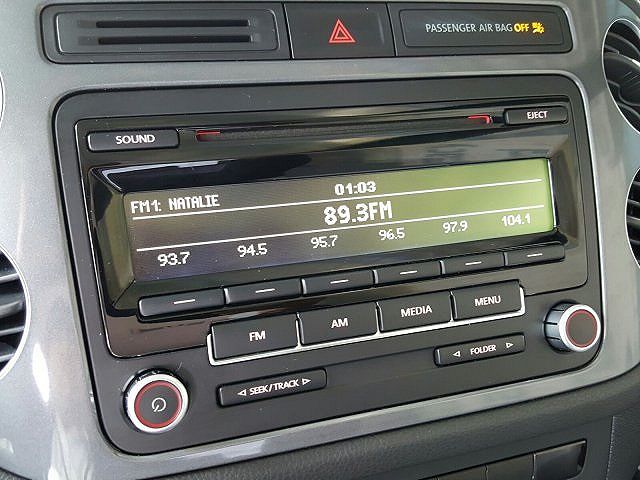 PASSENGER AIR BAG OFF
SOUND
EJECT
01:03
FM1: NATALIE
89.3FM
93.7 94.5 95.7 96.5 97.9 104.1
FM AM MEDIA MENU
SEEK/TRACK
FOLDER